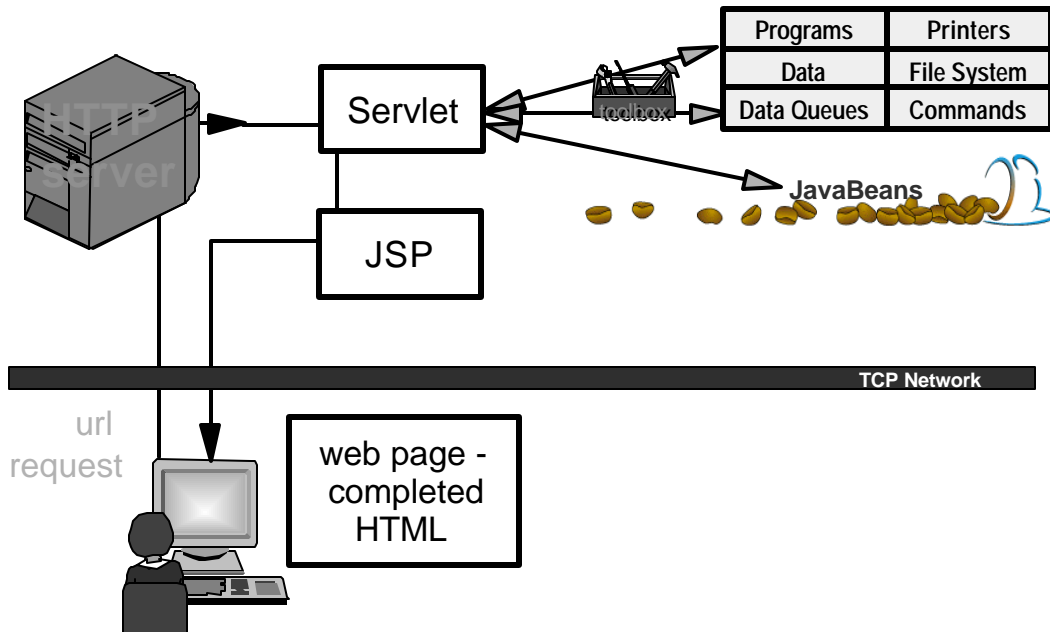 Programs Printers
Data File System
Data Queues Commands
HTTP
server
Servlet
toolbox
JavaBeans
JSP
TCP Network
url
request
web page -
completed
HTML